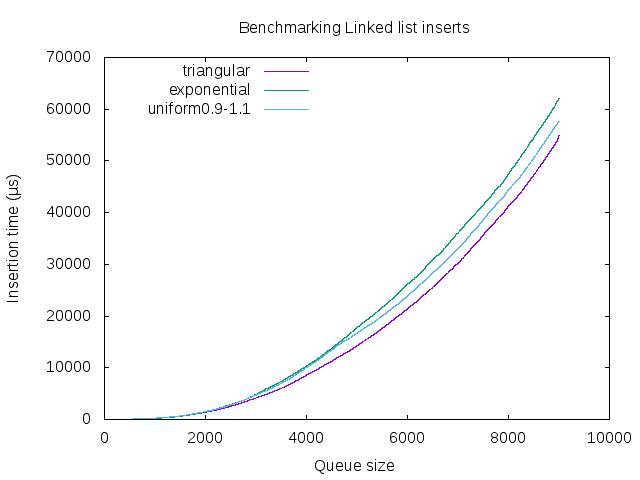 Benchmarking Linked list inserts
triangular
exponential
uniform0.9-1.1
70000
60000
50000
40000
30000
20000
10000
0
Insertion time (µs)
0 2000 4000 6000 8000 10000
Queue size